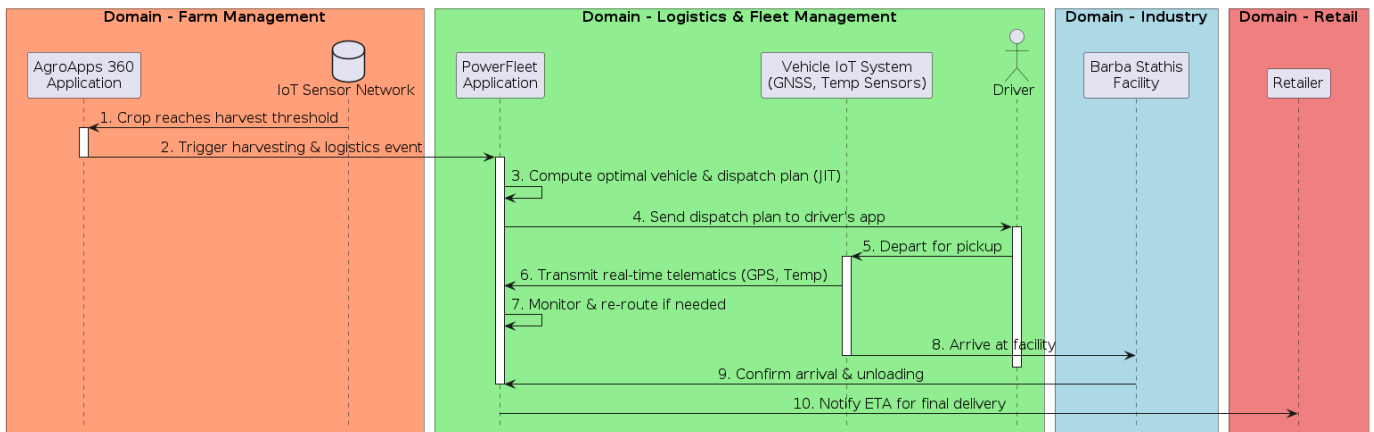 Domain - Farm Management
Domain - Logistics & Fleet Management
Domain - Industry
Domain - Retail
AgroApps 360
Application
IoT Sensor Network
PowerFleet
Application
Vehicle IoT System
(GNSS, Temp Sensors)
Driver
Barba Stathis
Facility
Retailer
1. Crop reaches harvest threshold
2. Trigger harvesting & logistics event
3. Compute optimal vehicle & dispatch plan (JIT)
4. Send dispatch plan to driver's app
5. Depart for pickup
6. Transmit real-time telematics (GPS, Temp)
7. Monitor & re-route if needed
8. Arrive at facility
9. Confirm arrival & unloading
10. Notify ETA for final delivery